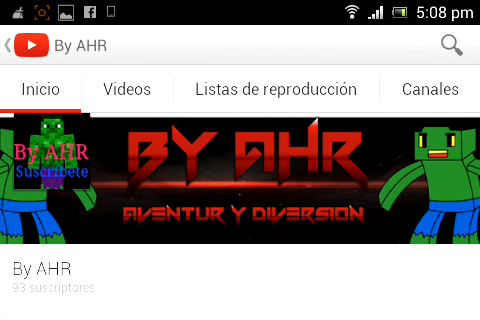 5:08 pm
By AHR
Inicio
Videos
Listas de reproducción
Canales
By AHR
Suscribete
BY AHR
AVENTUR Y DIVERSION
By AHR
93 suscriptores